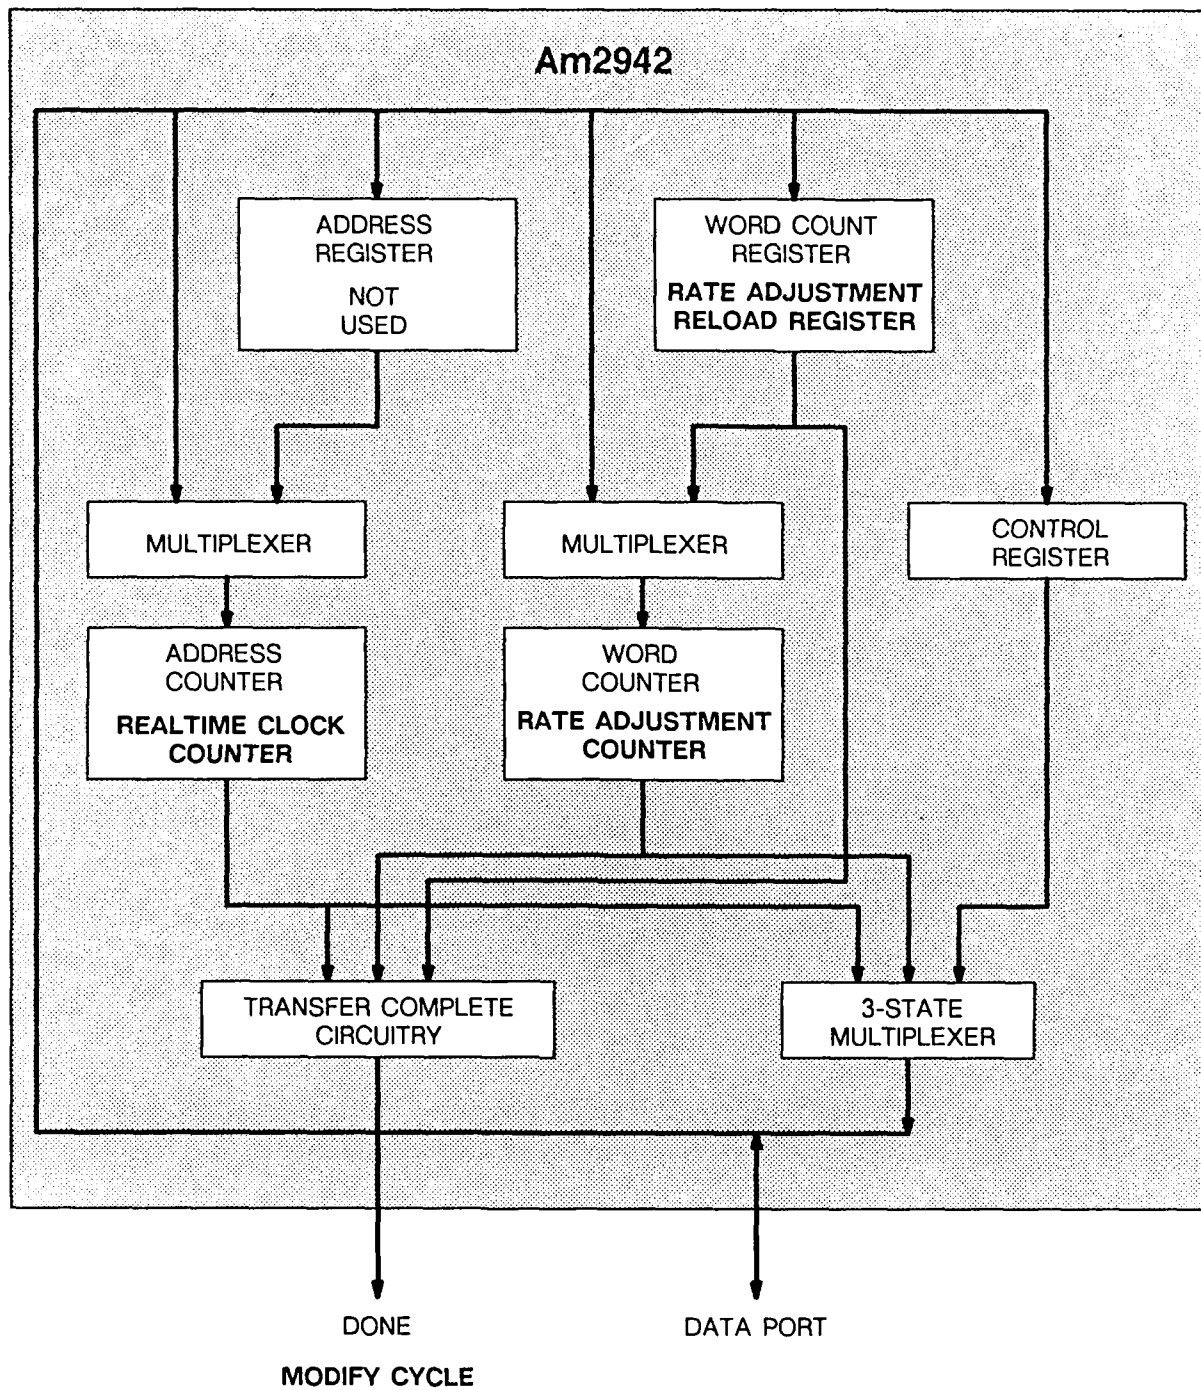 Am2942
ADDRESS
REGISTER
NOT
USED
WORD COUNT
REGISTER
RATE ADJUSTMENT
RELOAD REGISTER
MULTIPLEXER
MULTIPLEXER
CONTROL
REGISTER
ADDRESS
COUNTER
REALTIME CLOCK
COUNTER
WORD
COUNTER
RATE ADJUSTMENT
COUNTER
TRANSFER COMPLETE
CIRCUITRY
3-STATE
MULTIPLEXER
DONE
MODIFY CYCLE
DATA PORT